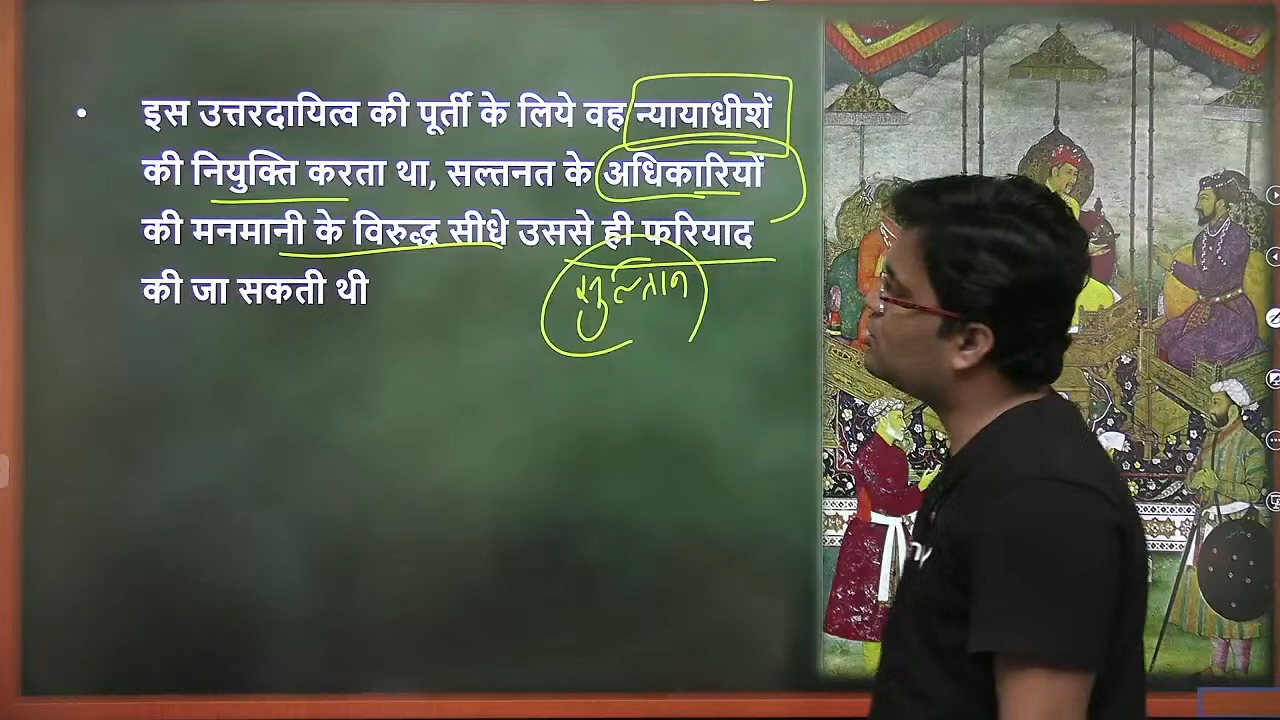 इस उत्तरदायित्व की पूर्ती के लिये वह न्यायाधीशें
की नियुक्ति करता था, सल्तनत के अधिकारियों
की मनमानी के विरुद्ध सीधे उससे ही फरियाद
की जा सकती थी
सुल्तान